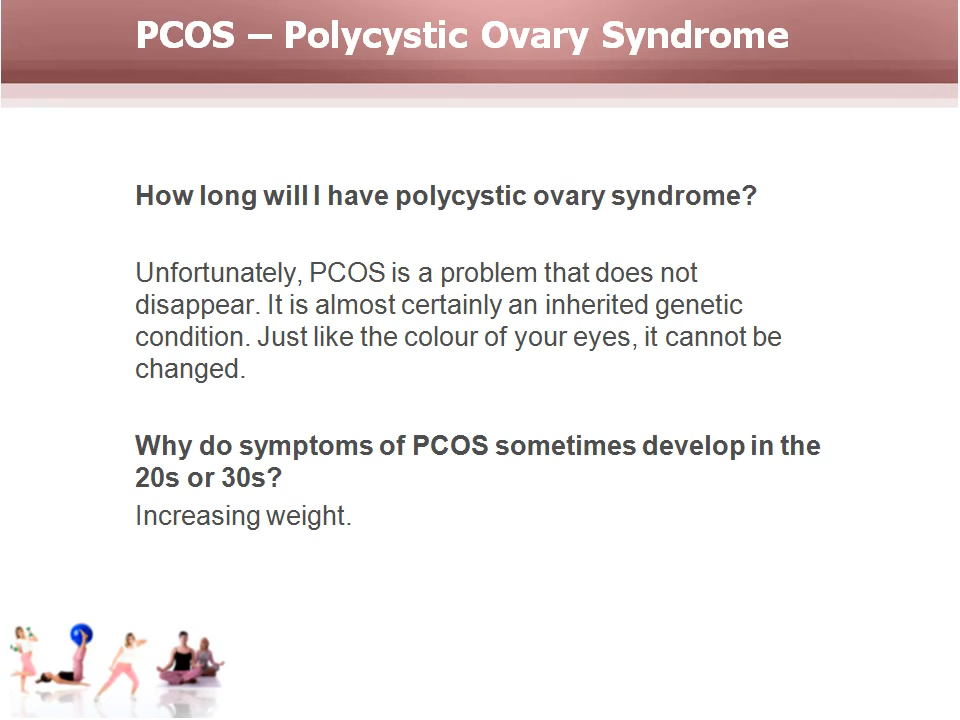 PCOS – Polycystic Ovary Syndrome
How long will I have polycystic ovary syndrome?
Unfortunately, PCOS is a problem that does not
disappear. It is almost certainly an inherited genetic
condition. Just like the colour of your eyes, it cannot be
changed.
Why do symptoms of PCOS sometimes develop in the
20s or 30s?
Increasing weight.